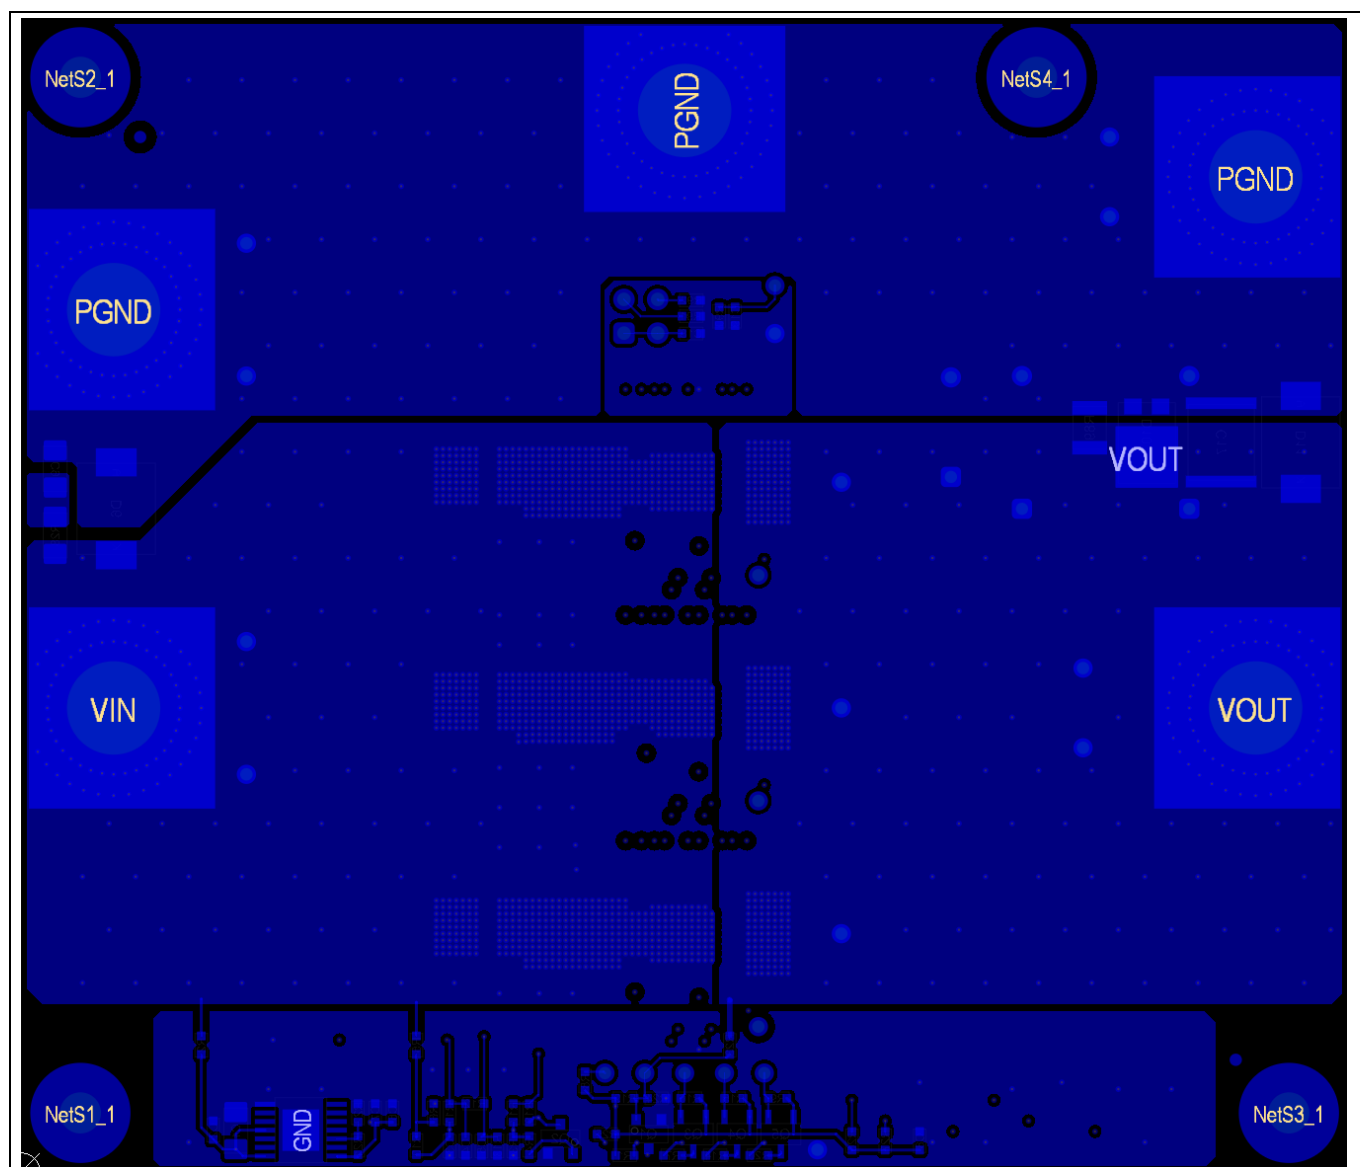 NetS2_1
NetS4_1
PGND
PGND
PGND
VOUT
VIN
VOUT
NetS1_1
GND
NetS3_1